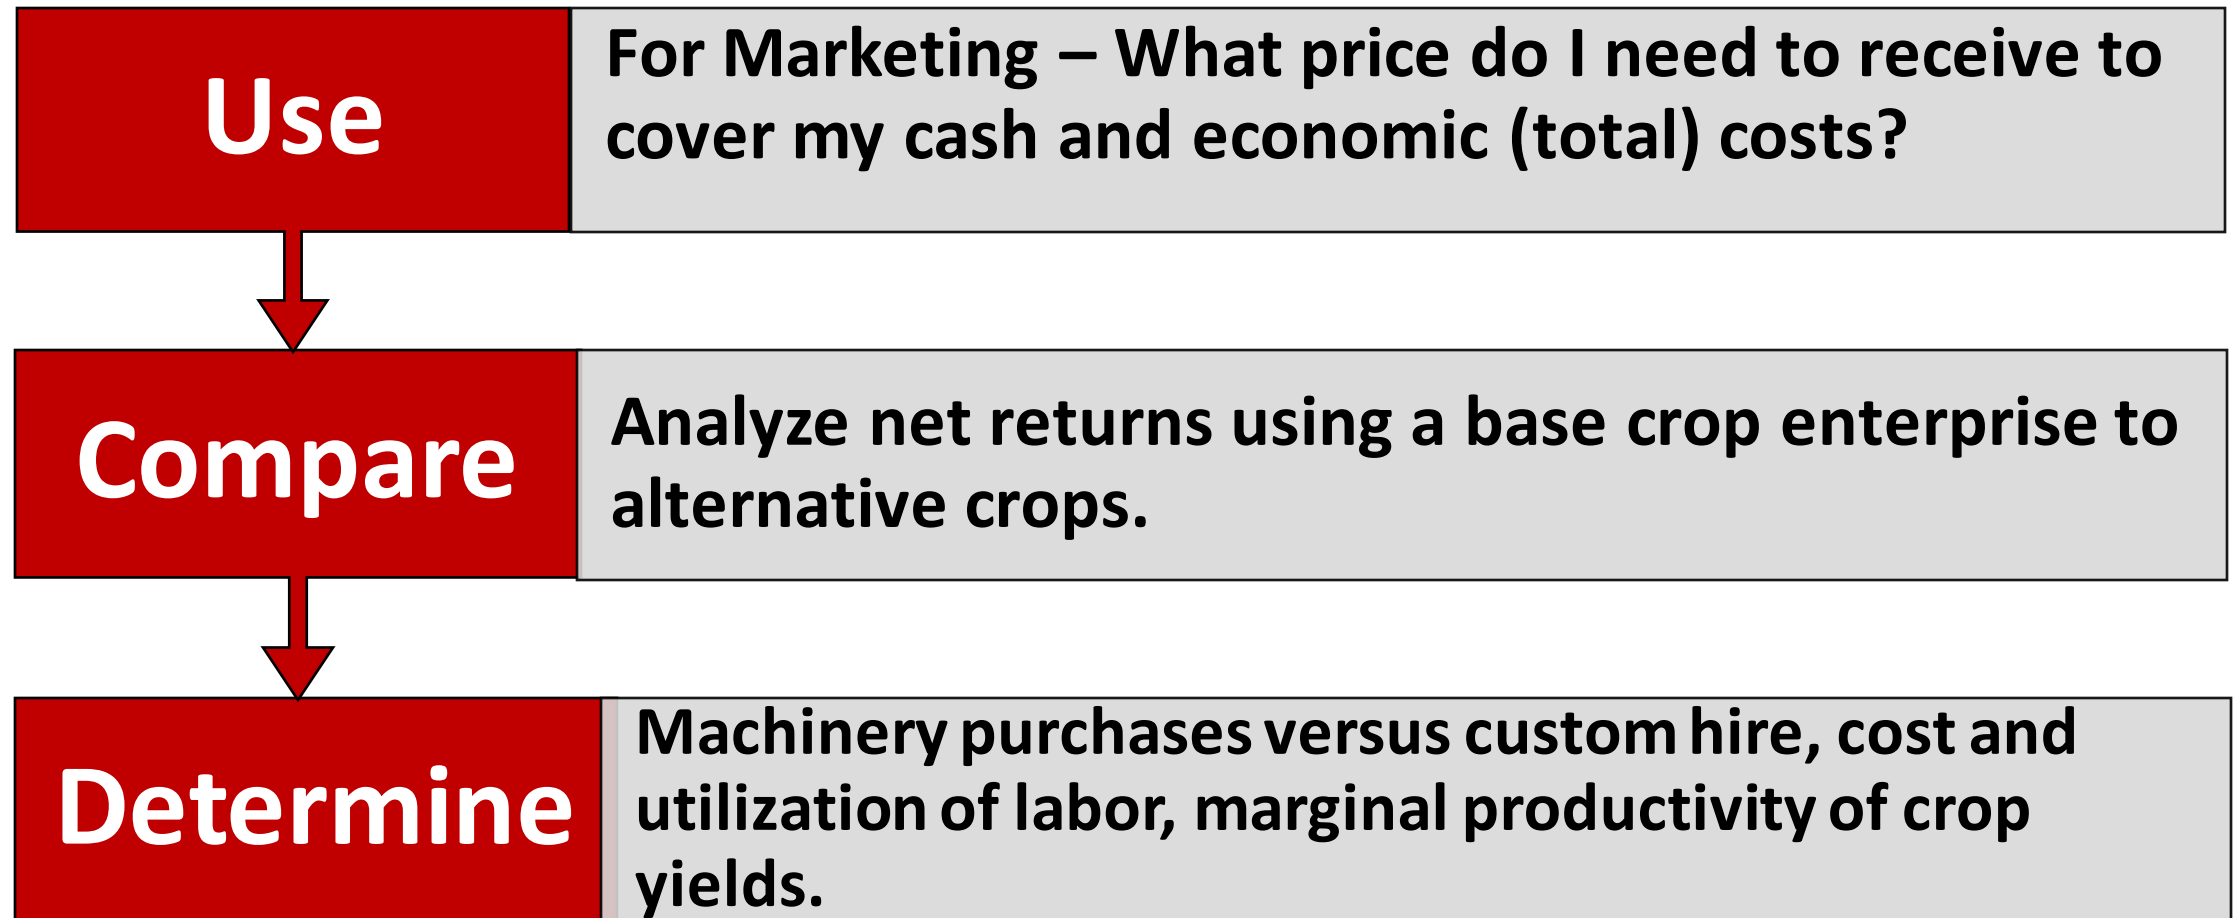 Use
For Marketing – What price do I need to receive to
cover my cash and economic (total) costs?
Compare
Analyze net returns using a base crop enterprise to
alternative crops.
Determine
Machinery purchases versus custom hire, cost and
utilization of labor, marginal productivity of crop
yields.